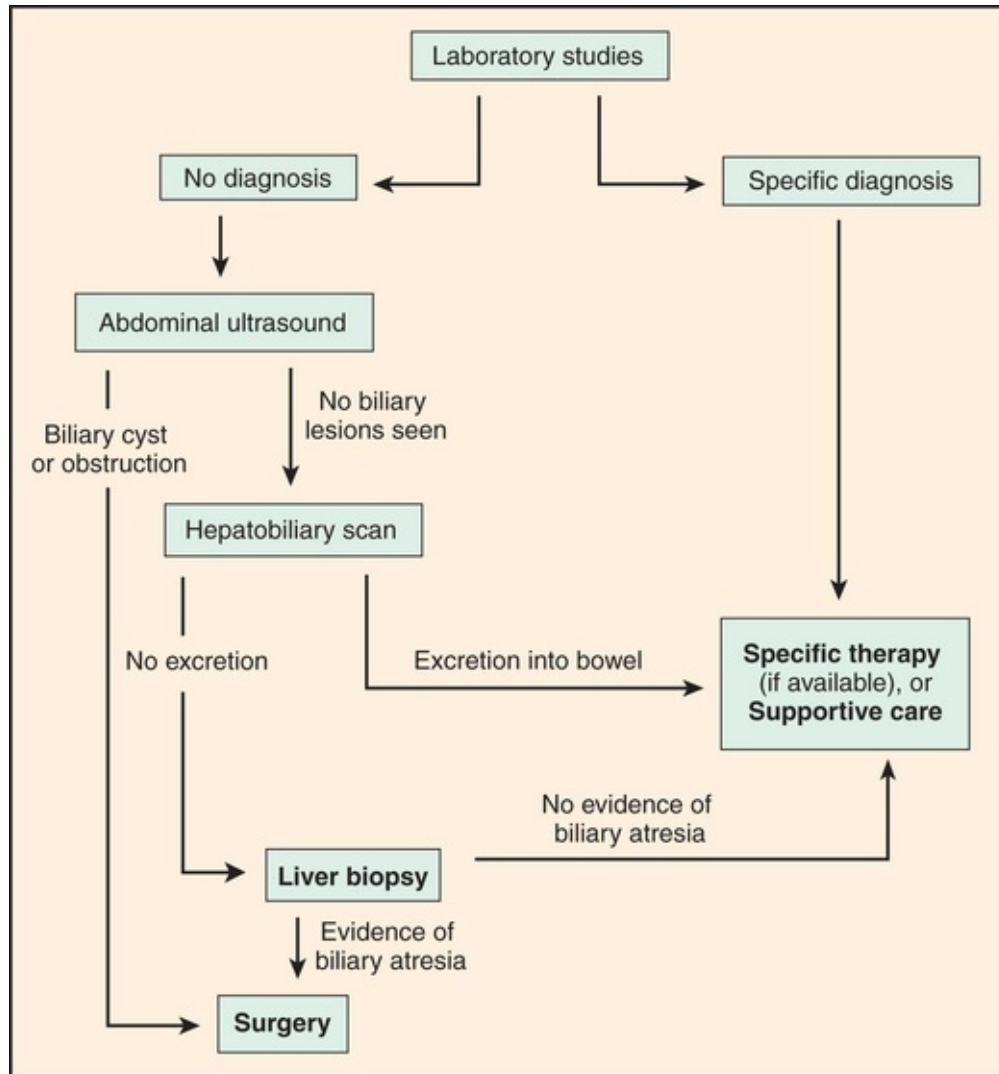 Laboratory studies
No diagnosis
Specific diagnosis
Abdominal ultrasound
No biliary
lesions seen
Biliary cyst
or obstruction
Hepatobiliary scan
No excretion
Excretion into bowel
Specific therapy
(if available), or
Supportive care
No evidence of
biliary atresia
Liver biopsy
Evidence of
biliary atresia
Surgery